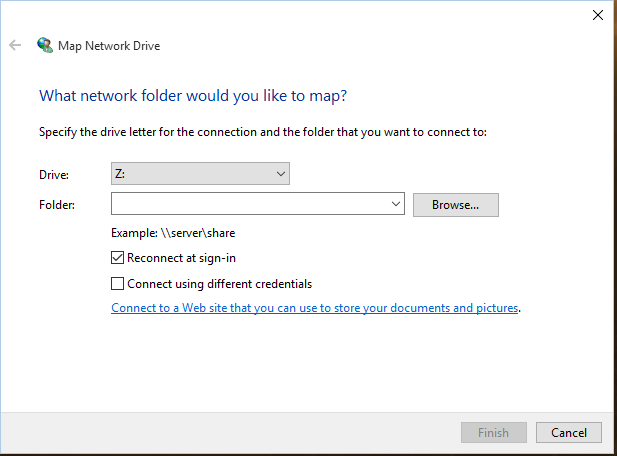 Map Network Drive
What network folder would you like to map?
Specify the drive letter for the connection and the folder that you want to connect to:
Drive: Z:
Folder: Browse...
Example: \\server\share
Reconnect at sign-in
Connect using different credentials
Connect to a Web site that you can use to store your documents and pictures.
Finish Cancel